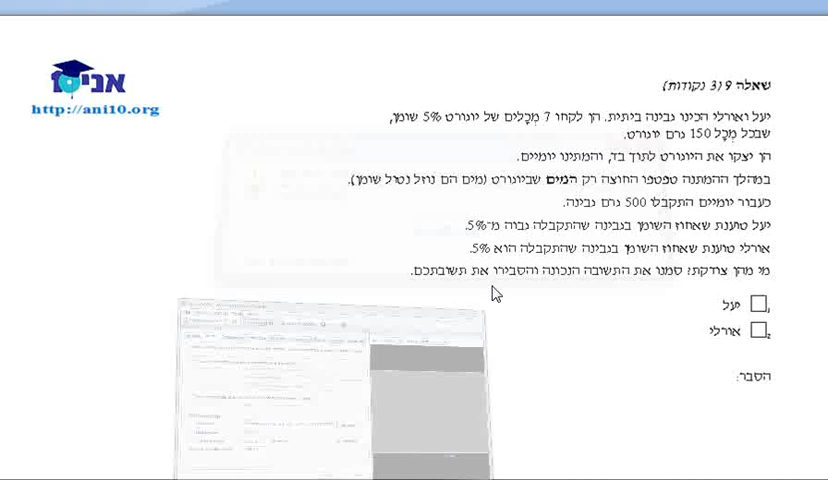 אני 10
http://ani10.org
שאלה 9 (3 נקודות)
יעל ואורלי הכינו גבינה ביתית. הן לקחו 7 מְכָלים של יוגורט 5% שומן,
שבכל מְכָל 150 גרם יוגורט.
הן יצקו את היוגורט לתוך בד, והמתינו יומיים.
במהלך ההמתנה טפטפו החוצה רק המים שביוגורט (מים הם נוזל נטול שומן).
כעבור יומיים התקבלו 500 גרם גבינה.
יעל טוענת שאחוז השומן בגבינה שהתקבלה גבוה מ־5%.
אורלי טוענת שאחוז השומן בגבינה שהתקבלה הוא 5%.
מי מהן צודקת? סמנו את התשובה הנכונה והסבירו את תשובתכם.
1 יעל
2 אורלי
הסבר: